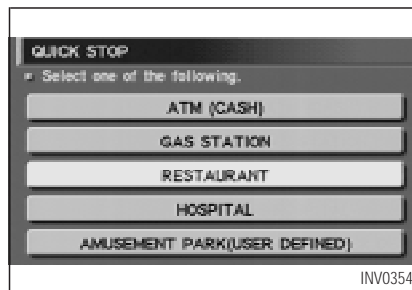 QUICK STOP
Select one of the following.
ATM (CASH)
GAS STATION
RESTAURANT
HOSPITAL
AMUSEMENT PARK(USER DEFINED)
INV0354